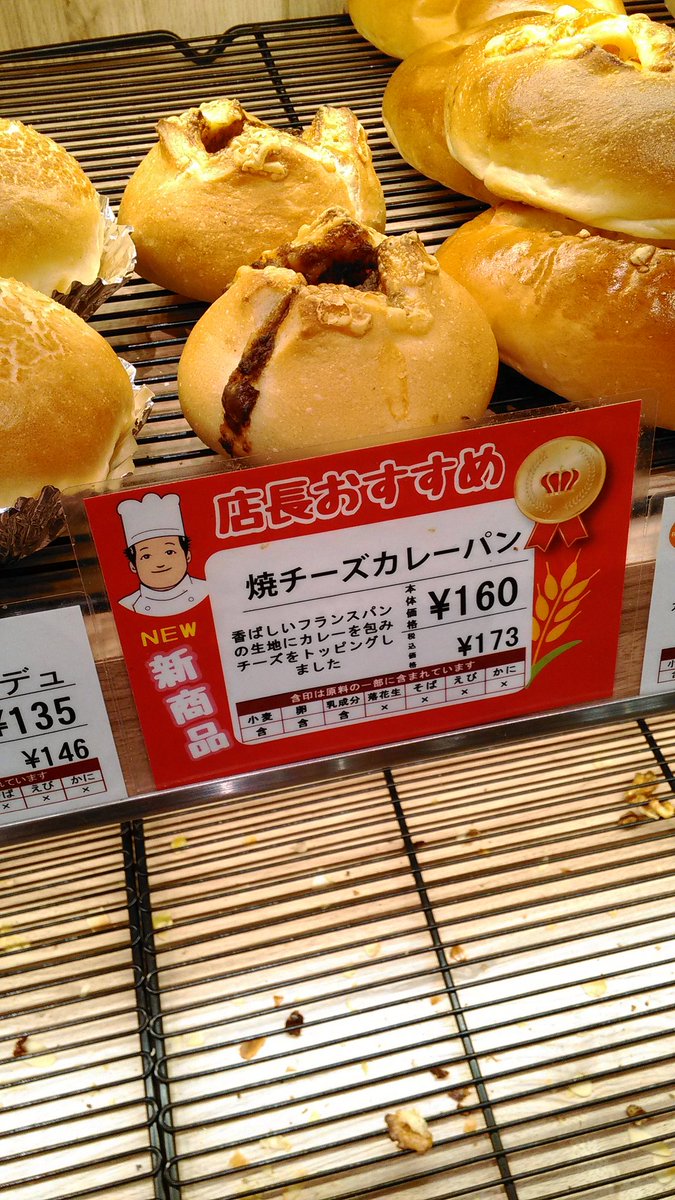 店長おすすめ
焼チーズカレーパン
香ばしいフランスパン
の生地にカレーを包み
チーズをトッピングし
ました
本体価格 ¥160
税込価格 ¥173
NEW
新商品
含印は原料の一部に含まれています
小麦 卵 乳成分 落花生 そば えび かに
含 含 含 × × × ×
デュ
¥135
¥146
れています
ば えび かに
× × ×